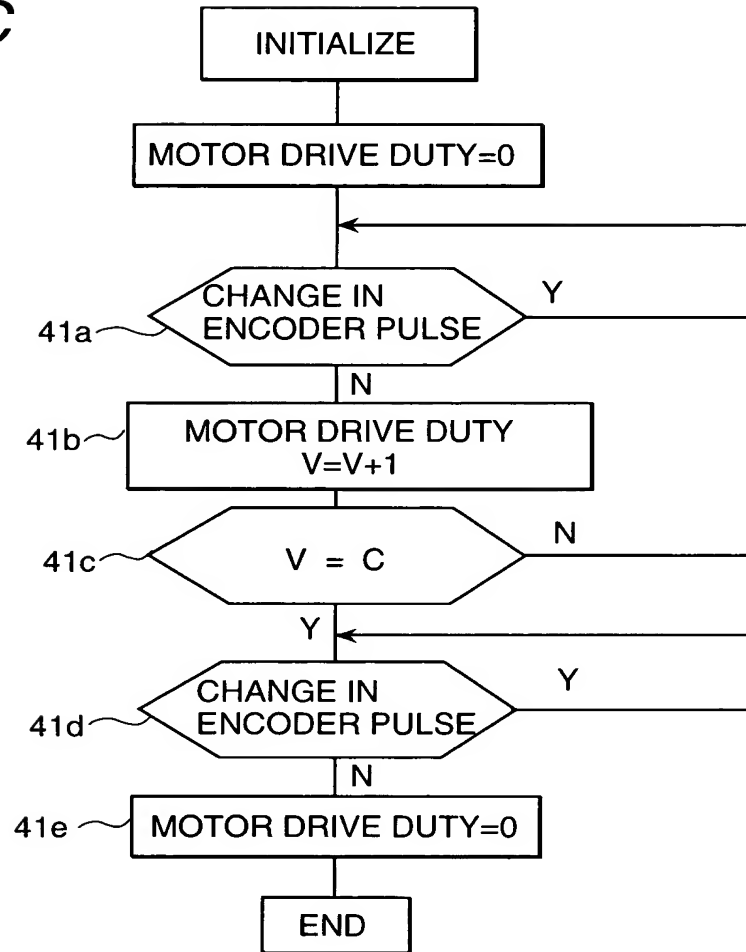 C
INITIALIZE
MOTOR DRIVE DUTY=0
CHANGE IN
ENCODER PULSE
Y
41a
N
MOTOR DRIVE DUTY
V=V+1
41b
V = C
N
41c
Y
CHANGE IN
ENCODER PULSE
Y
41d
N
MOTOR DRIVE DUTY=0
41e
END